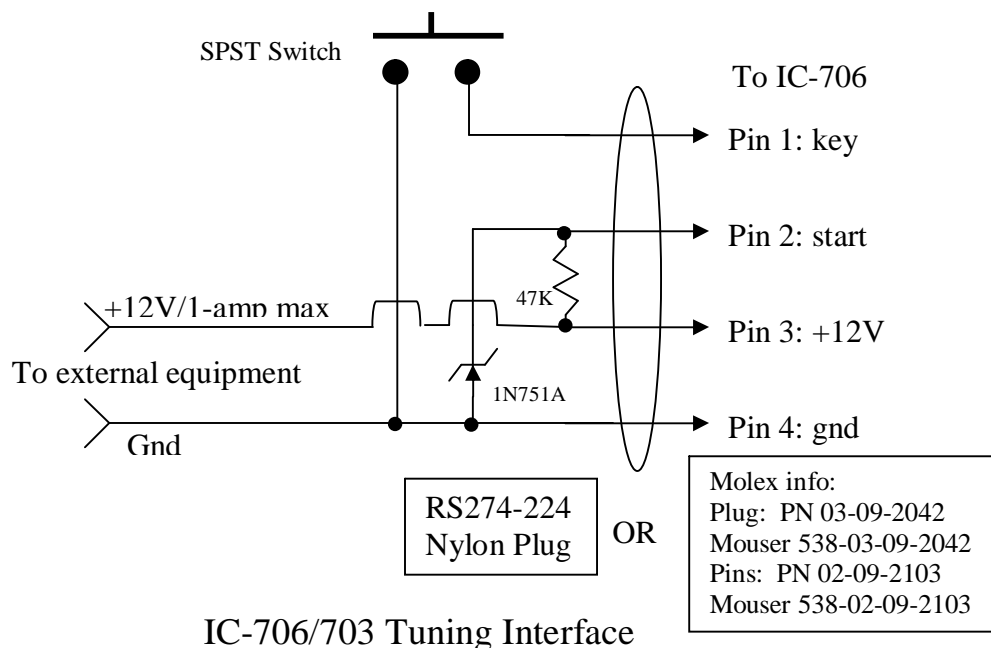 SPST Switch
To IC-706
Pin 1: key
Pin 2: start
47K
+12V/1-amp max
Pin 3: +12V
To external equipment
1N751A
Gnd
Pin 4: gnd
RS274-224
Nylon Plug
OR
Molex info:
Plug: PN 03-09-2042
Mouser 538-03-09-2042
Pins: PN 02-09-2103
Mouser 538-02-09-2103
IC-706/703 Tuning Interface